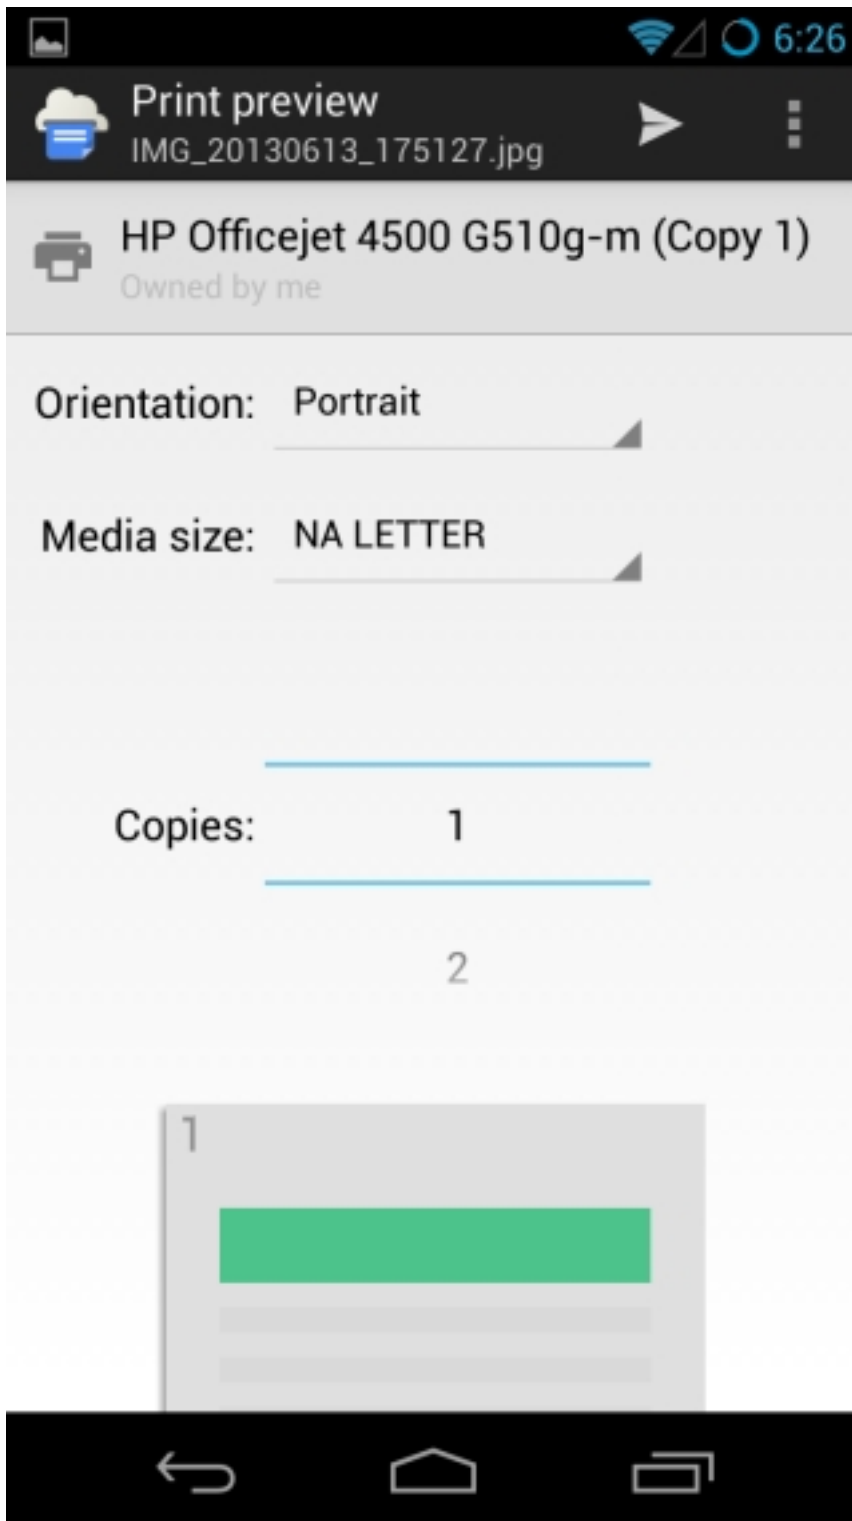 6:26
Print preview
IMG_20130613_175127.jpg
HP Officejet 4500 G510g-m (Copy 1)
Owned by me
Orientation: Portrait
Media size: NA LETTER
Copies: 1
2
1